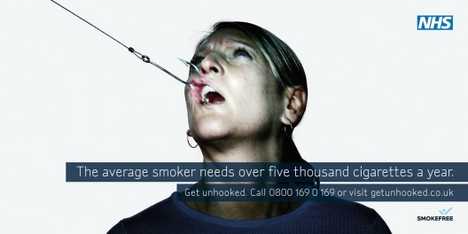 NHS
The average smoker needs over five thousand cigarettes a year.
Get unhooked. Call 0800 169 0 169 or visit getunhooked.co.uk
SMOKEFREE